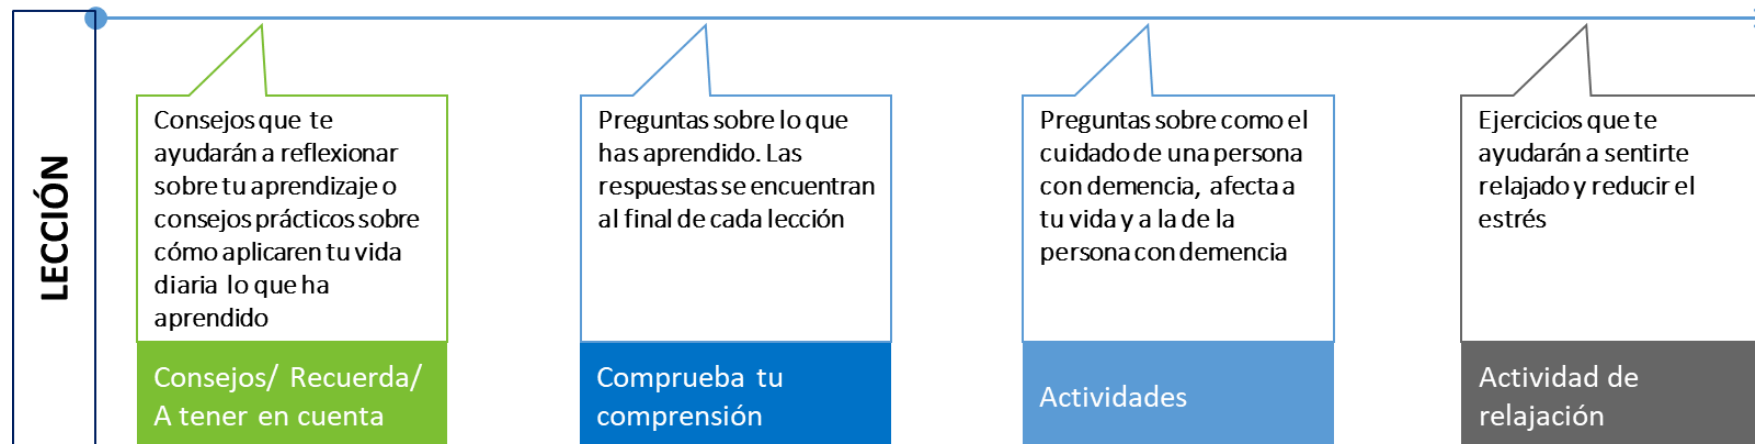 LECCIÓN
Consejos que te
ayudarán a reflexionar
sobre tu aprendizaje o
consejos prácticos sobre
cómo aplicar en tu vida
diaria lo que ha
aprendido
Consejos/ Recuerda/
A tener en cuenta
Preguntas sobre lo que
has aprendido. Las
respuestas se encuentran
al final de cada lección
Comprueba tu
comprensión
Preguntas sobre como el
cuidado de una persona
con demencia, afecta a
tu vida y a la de la
persona con demencia
Actividades
Ejercicios que te
ayudarán a sentirte
relajado y reducir el
estrés
Actividad de
relajación